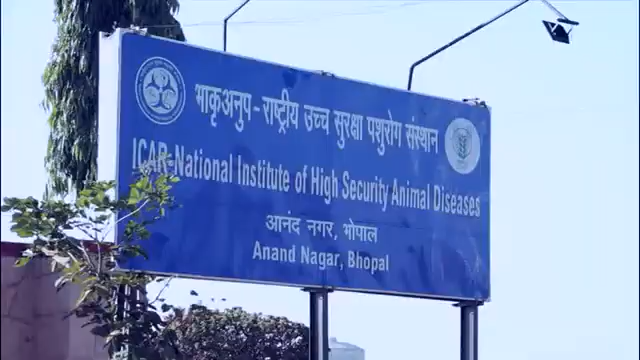 भाकृअनुप-राष्ट्रीय उच्च सुरक्षा पशुरोग संस्थान
ICAR-National Institute of High Security Animal Diseases
आनंद नगर, भोपाल
Anand Nagar, Bhopal